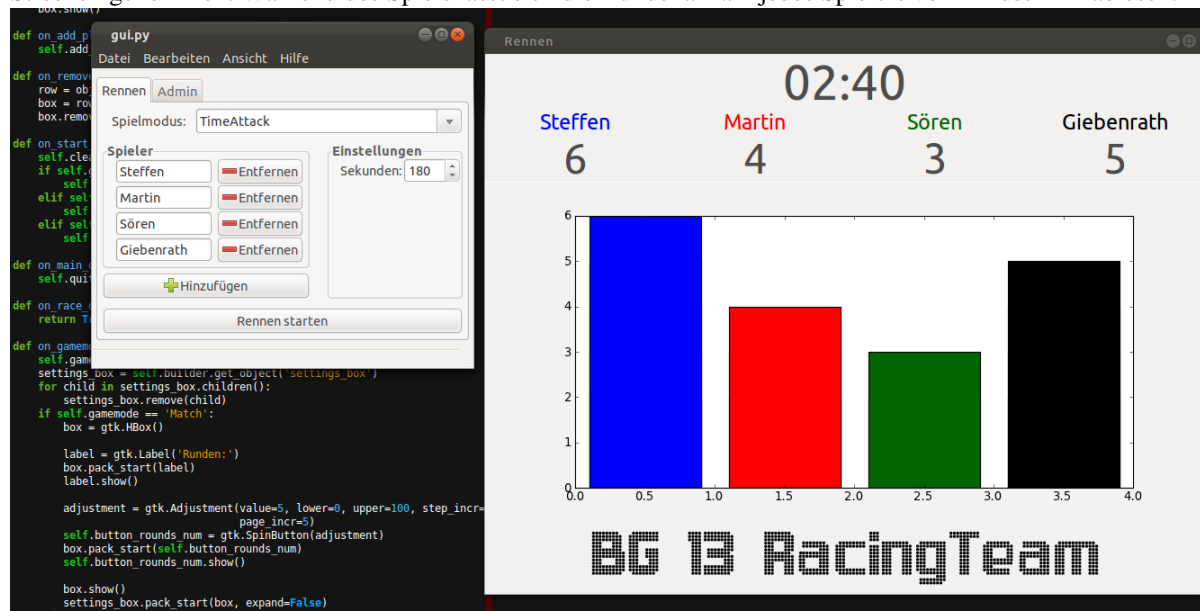 box.show()
def on_add_pl
self.add_
def on_remov
row = obj
box = row
box.remov
def on_start_
self.clea
if self.g
self
elif sel
self
elif sel
self
def on_main_
self.quit
def on_race_
return T
def on_gamemo
self.game
settings_box = self.builder.get_object('settings_box')
for child in settings_box.children():
settings_box.remove(child)
if self.gamemode == 'Match':
box = gtk.HBox()
label = gtk.Label('Runden:')
box.pack_start(label)
label.show()
adjustment = gtk.Adjustment(value=5, lower=0, upper=100, step_incr=
page_incr=5)
self.button_rounds_num = gtk.SpinButton(adjustment)
box.pack_start(self.button_rounds_num)
self.button_rounds_num.show()
box.show()
settings_box.pack_start(box, expand=False)
gui.py
Datei Bearbeiten Ansicht Hilfe
Rennen Admin
Spielmodus: TimeAttack
Spieler
Steffen Entfernen
Martin Entfernen
Sören Entfernen
Giebenrath Entfernen
Hinzufügen
Einstellungen
Sekunden: 180
Rennen starten
Rennen
02:40
Steffen Martin Sören Giebenrath
6 4 3 5
6
5
4
3
2
1
0
0.0 0.5 1.0 1.5 2.0 2.5 3.0 3.5 4.0
BG 13 RacingTeam